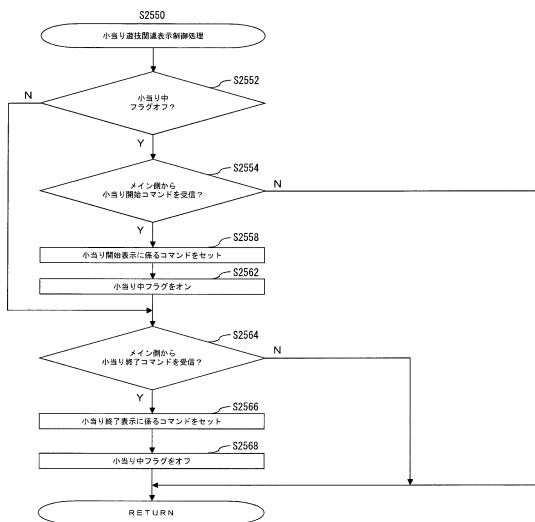 S2550
小当り遊技関連表示制御処理
S2552
N
小当り中
フラグオフ?
Y
S2554
メイン側から
小当り開始コマンドを受信?
N
Y
S2558
小当り開始表示に係るコマンドをセット
S2562
小当り中フラグをオン
S2564
メイン側から
小当り終了コマンドを受信?
N
Y
S2566
小当り終了表示に係るコマンドをセット
S2568
小当り中フラグをオフ
RETURN